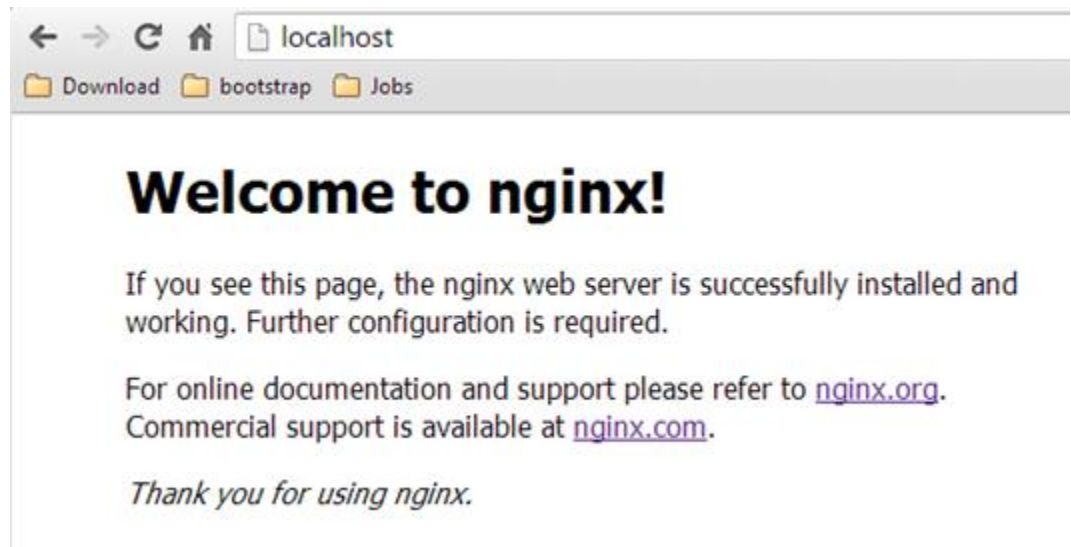 localhost
Download bootstrap Jobs
Welcome to nginx!
If you see this page, the nginx web server is successfully installed and
working. Further configuration is required.
For online documentation and support please refer to nginx.org.
Commercial support is available at nginx.com.
Thank you for using nginx.